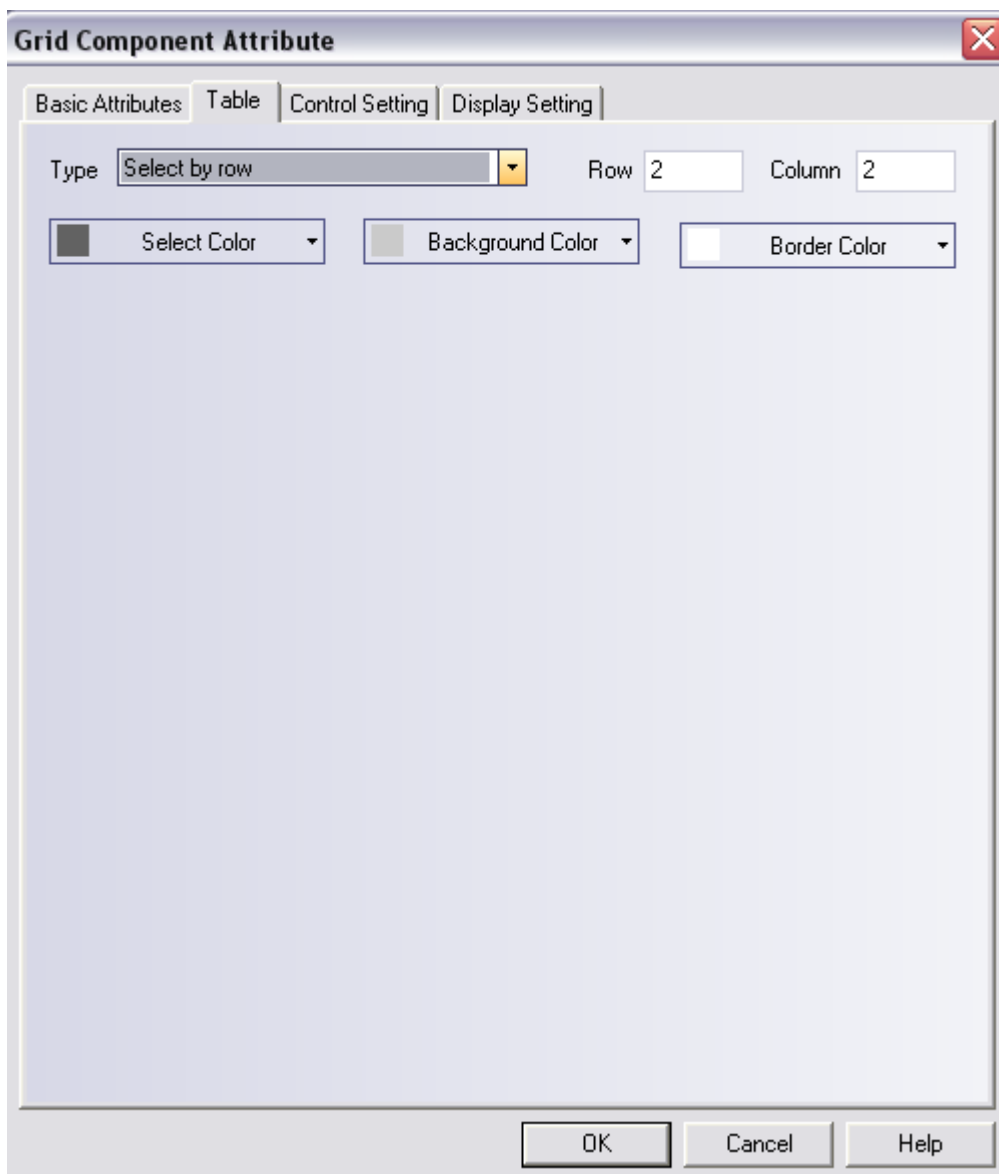 Grid Component Attribute
Basic Attributes Table Control Setting Display Setting
Type Select by row Row 2 Column 2
Select Color Background Color Border Color
OK Cancel Help